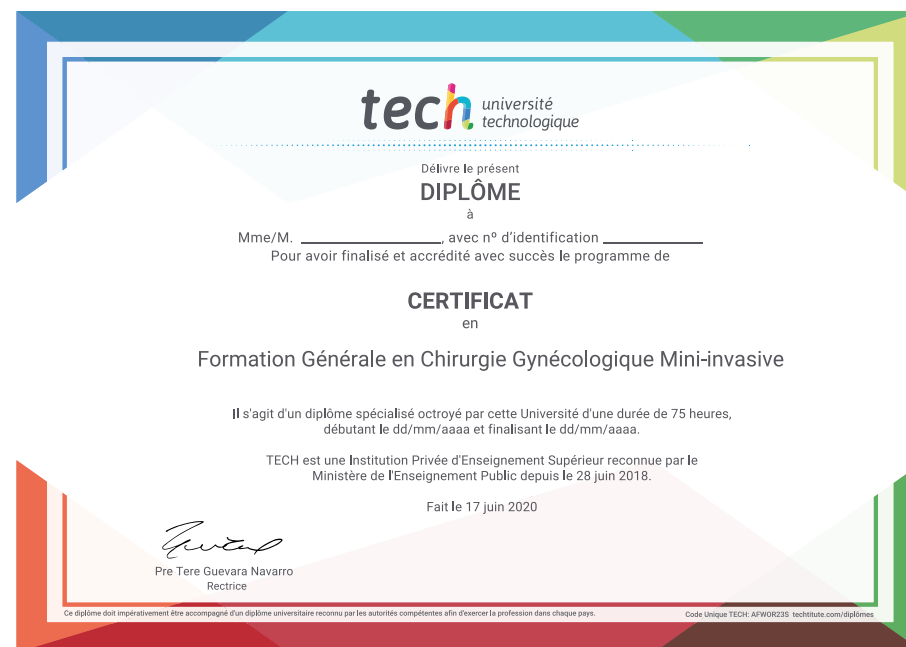 tech université
technologique
Délivre le présent
DIPLÔME
à
Mme/M. ____________________, avec nº d'identification ______________
Pour avoir finalisé et accrédité avec succès le programme de
CERTIFICAT
en
Formation Générale en Chirurgie Gynécologique Mini-invasive
Il s'agit d'un diplôme spécialisé octroyé par cette Université d'une durée de 75 heures,
débutant le dd/mm/aaaa et finalisant le dd/mm/aaaa.
TECH est une Institution Privée d'Enseignement Supérieur reconnue par le
Ministère de l'Enseignement Public depuis le 28 juin 2018.
Fait le 17 juin 2020
Pre Tere Guevara Navarro
Rectrice
Ce diplôme doit impérativement être accompagné d'un diplôme universitaire reconnu par les autorités compétentes afin d'exercer la profession dans chaque pays.
Code Unique TECH: AFWOR23S techtitute.com/diplômes